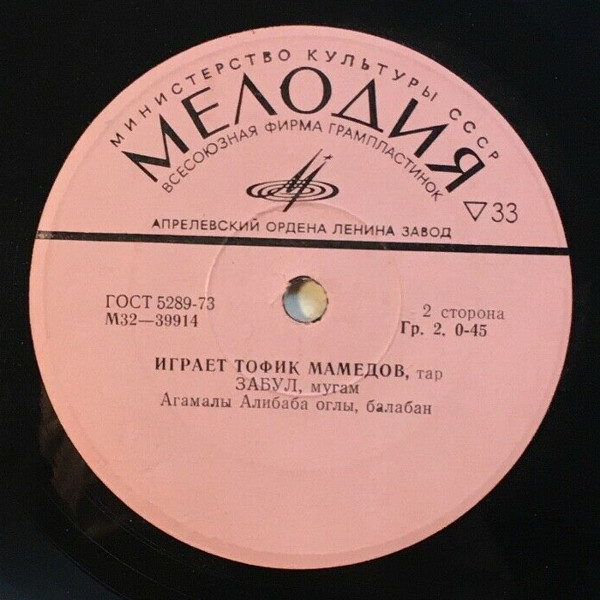 МИНИСТЕРСТВО КУЛЬТУРЫ СССР
МЕЛОДИЯ
ВСЕСОЮЗНАЯ ФИРМА ГРАМПЛАСТИНОК
▽33
АПРЕЛЕВСКИЙ ОРДЕНА ЛЕНИНА ЗАВОД
ГОСТ 5289-73
М32—39914
2 сторона
Гр. 2. 0-45
ИГРАЕТ ТОФИК МАМЕДОВ, тар
ЗАБУЛ, мугам
Агамалы Алибаба оглы, балабан